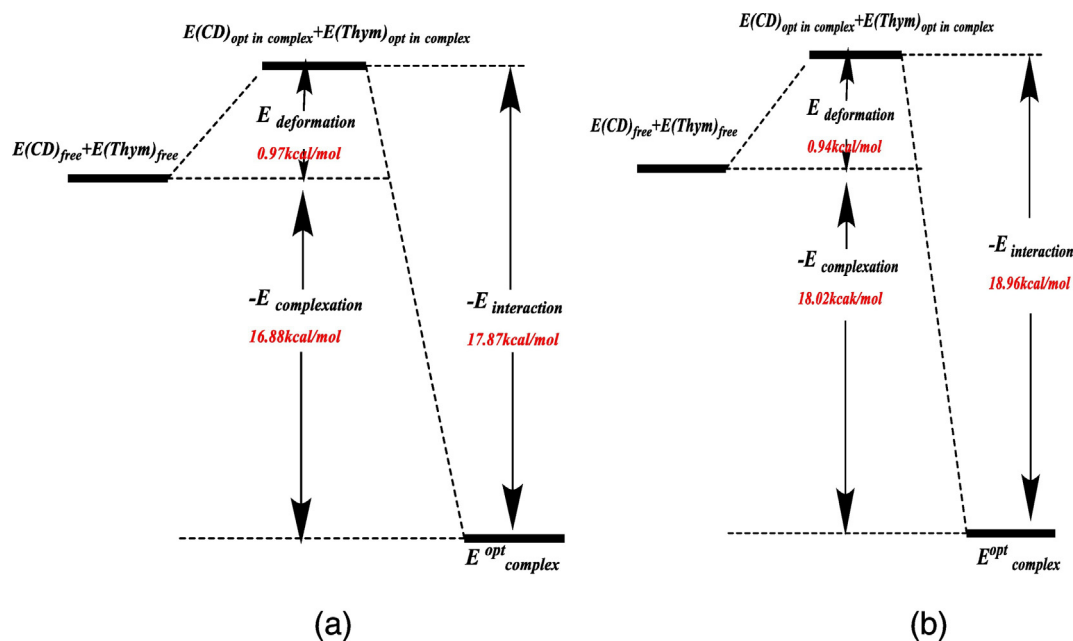 E(CD)opt in complex+E(Thym)opt in complex
E deformation
0.97kcal/mol
E(CD)free+E(Thym)free
-E complexation
16.88kcal/mol
-E interaction
17.87kcal/mol
E opt complex
(a)
E(CD)opt in complex+E(Thym)opt in complex
E deformation
0.94kcal/mol
E(CD)free+E(Thym)free
-E complexation
18.02kcak/mol
-E interaction
18.96kcal/mol
Eopt complex
(b)